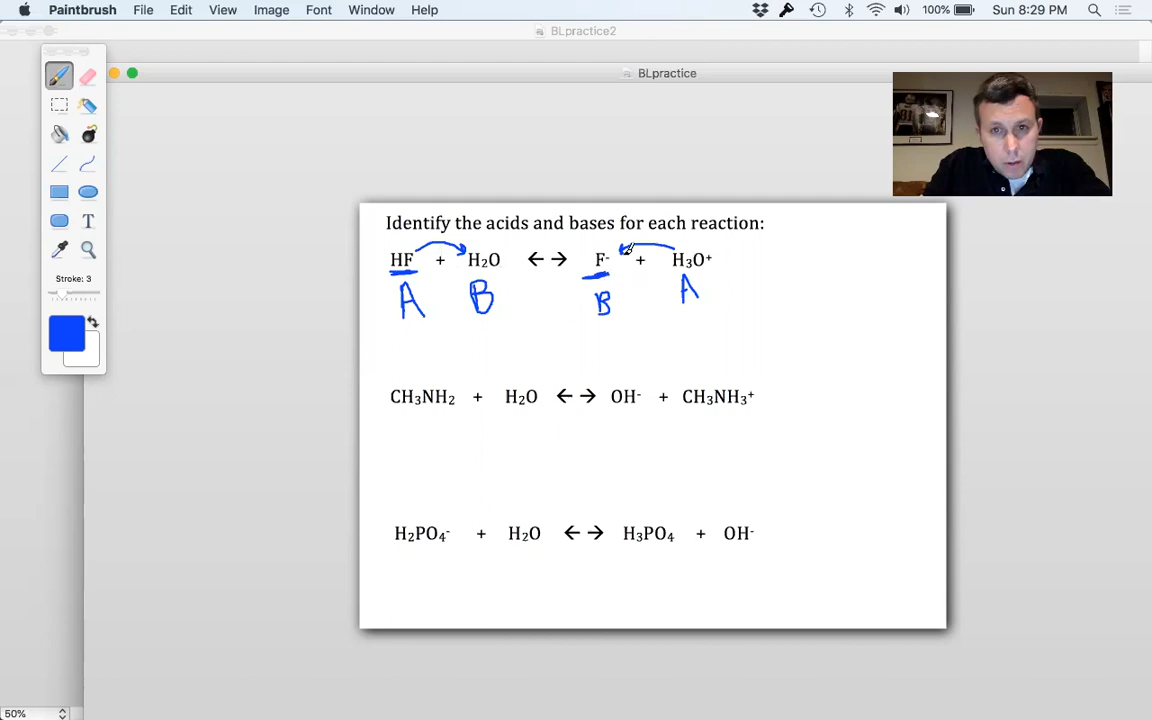 Paintbrush File Edit View Image Font Window Help 100% Sun 8:29 PM
BLpractice2
BLpractice
T
Stroke: 3
Identify the acids and bases for each reaction:
HF + H₂O ←→ F⁻ + H₃O⁺
A B B A
CH₃NH₂ + H₂O ←→ OH⁻ + CH₃NH₃⁺
H₂PO₄⁻ + H₂O ←→ H₃PO₄ + OH⁻
50%